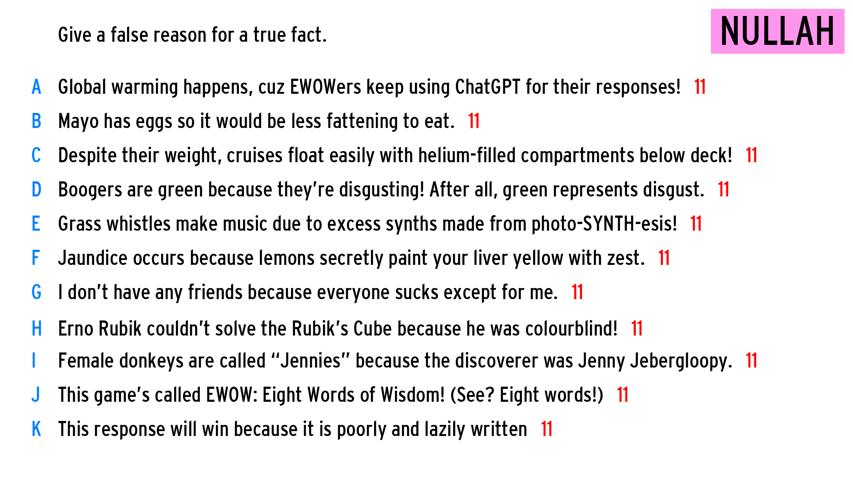 Give a false reason for a true fact.
NULLAH
A Global warming happens, cuz EWOWers keep using ChatGPT for their responses! 11
B Mayo has eggs so it would be less fattening to eat. 11
C Despite their weight, cruises float easily with helium-filled compartments below deck! 11
D Boogers are green because they're disgusting! After all, green represents disgust. 11
E Grass whistles make music due to excess synths made from photo-SYNTH-esis! 11
F Jaundice occurs because lemons secretly paint your liver yellow with zest. 11
G I don't have any friends because everyone sucks except for me. 11
H Erno Rubik couldn't solve the Rubik's Cube because he was colourblind! 11
I Female donkeys are called “Jennies” because the discoverer was Jenny Jebergloopy. 11
J This game's called EWOW: Eight Words of Wisdom! (See? Eight words!) 11
K This response will win because it is poorly and lazily written 11